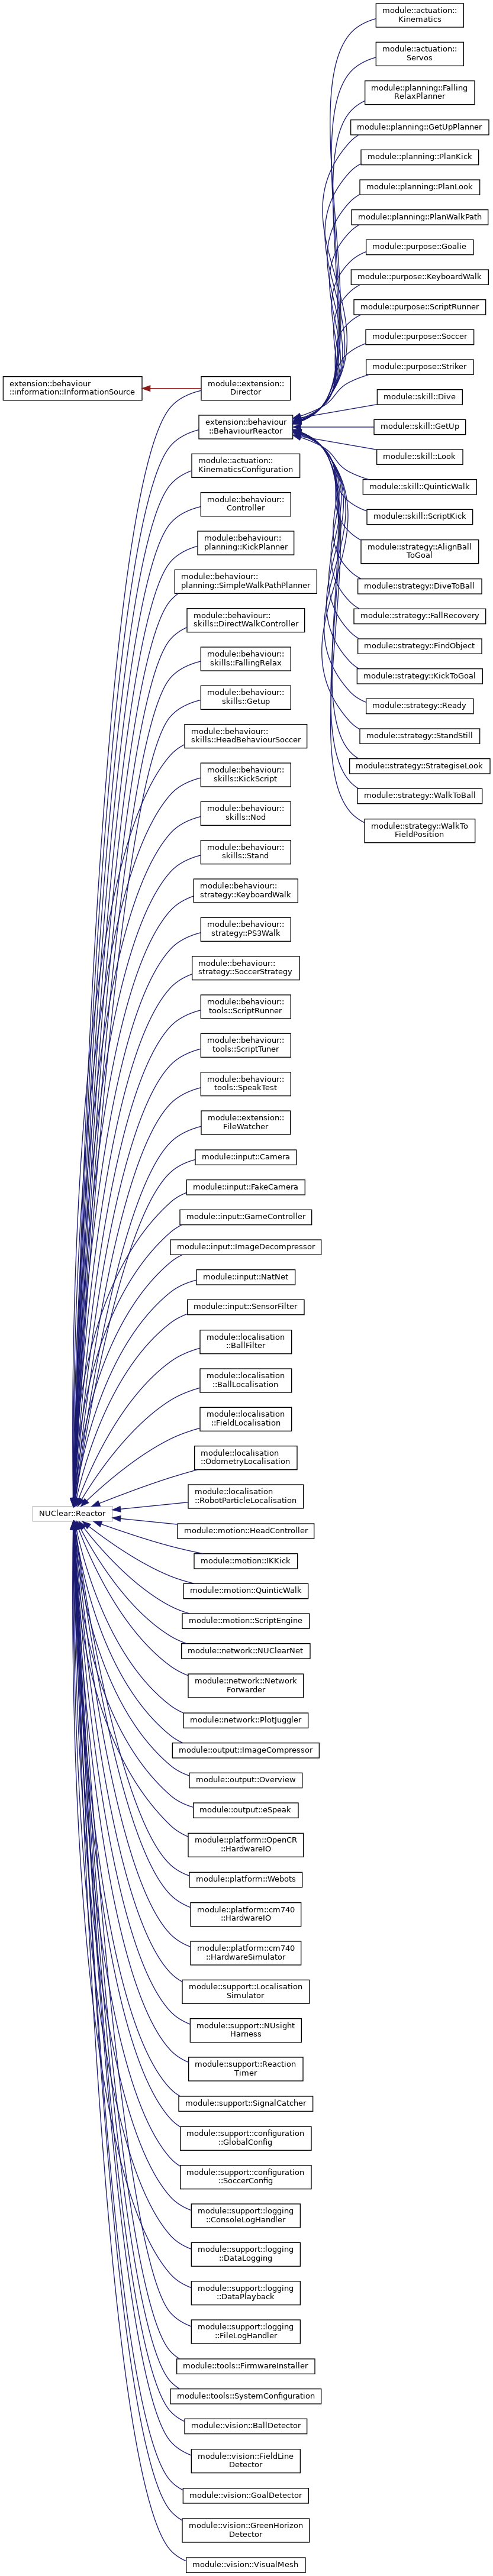 module::actuation::
Kinematics
module::actuation::
Servos
module::planning::Falling
RelaxPlanner
module::planning::GetUpPlanner
module::planning::PlanKick
module::planning::PlanLook
module::planning::PlanWalkPath
module::purpose::Goalie
module::purpose::KeyboardWalk
module::purpose::ScriptRunner
module::purpose::Soccer
module::purpose::Striker
module::skill::Dive
module::skill::GetUp
module::skill::Look
module::skill::QuinticWalk
module::skill::ScriptKick
module::strategy::AlignBall
ToGoal
module::strategy::DiveToBall
module::strategy::FallRecovery
module::strategy::FindObject
module::strategy::KickToGoal
module::strategy::Ready
module::strategy::StandStill
module::strategy::StrategiseLook
module::strategy::WalkToBall
module::strategy::WalkTo
FieldPosition
extension::behaviour
::information::InformationSource
module::extension::
Director
extension::behaviour
::BehaviourReactor
module::actuation::
KinematicsConfiguration
module::behaviour::
Controller
module::behaviour::
planning::KickPlanner
module::behaviour::
planning::SimpleWalkPathPlanner
module::behaviour::
skills::DirectWalkController
module::behaviour::
skills::FallingRelax
module::behaviour::
skills::Getup
module::behaviour::
skills::HeadBehaviourSoccer
module::behaviour::
skills::KickScript
module::behaviour::
skills::Nod
module::behaviour::
skills::Stand
module::behaviour::
strategy::KeyboardWalk
module::behaviour::
strategy::PS3Walk
module::behaviour::
strategy::SoccerStrategy
module::behaviour::
tools::ScriptRunner
module::behaviour::
tools::ScriptTuner
module::behaviour::
tools::SpeakTest
module::extension::
FileWatcher
module::input::Camera
module::input::FakeCamera
module::input::GameController
module::input::ImageDecompressor
module::input::NatNet
module::input::SensorFilter
module::localisation
::BallFilter
module::localisation
::BallLocalisation
module::localisation
::FieldLocalisation
module::localisation
::OdometryLocalisation
module::localisation
::RobotParticleLocalisation
NUClear::Reactor
module::motion::HeadController
module::motion::IKKick
module::motion::QuinticWalk
module::motion::ScriptEngine
module::network::NUClearNet
module::network::Network
Forwarder
module::network::PlotJuggler
module::output::ImageCompressor
module::output::Overview
module::output::eSpeak
module::platform::OpenCR
::HardwareIO
module::platform::Webots
module::platform::cm740
::HardwareIO
module::platform::cm740
::HardwareSimulator
module::support::Localisation
Simulator
module::support::NUsight
Harness
module::support::Reaction
Timer
module::support::SignalCatcher
module::support::configuration
::GlobalConfig
module::support::configuration
::SoccerConfig
module::support::logging
::ConsoleLogHandler
module::support::logging
::DataLogging
module::support::logging
::DataPlayback
module::support::logging
::FileLogHandler
module::tools::FirmwareInstaller
module::tools::SystemConfiguration
module::vision::BallDetector
module::vision::FieldLine
Detector
module::vision::GoalDetector
module::vision::GreenHorizon
Detector
module::vision::VisualMesh